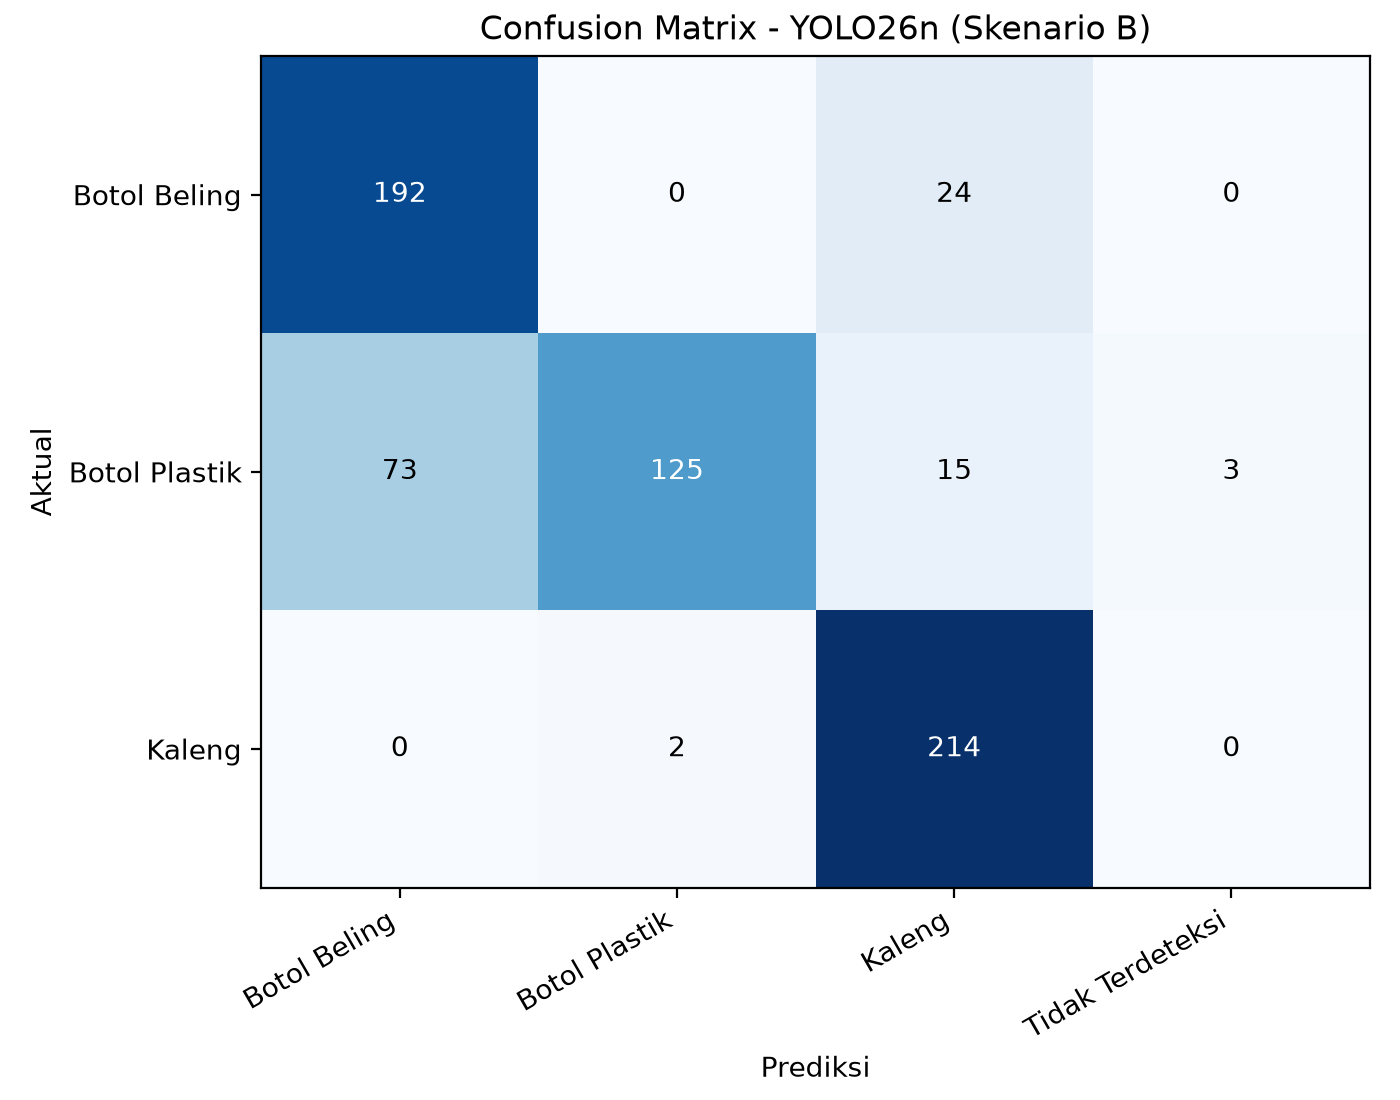 Confusion Matrix - YOLO26n (Skenario B)
Aktual
Botol Beling 192 0 24 0
Botol Plastik 73 125 15 3
Kaleng 0 2 214 0
Botol Beling Botol Plastik Kaleng Tidak Terdeteksi
Prediksi